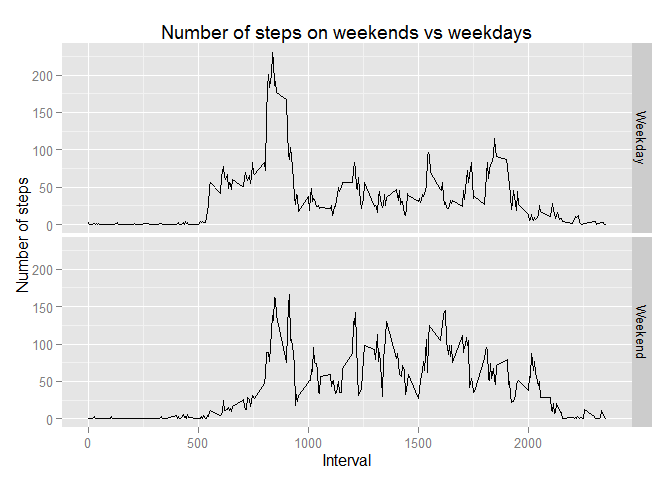 Number of steps on weekends vs weekdays
Number of steps
200
150
100
50
0
Weekday
200
150
100
50
0
Weekend
0 500 1000 1500 2000
Interval